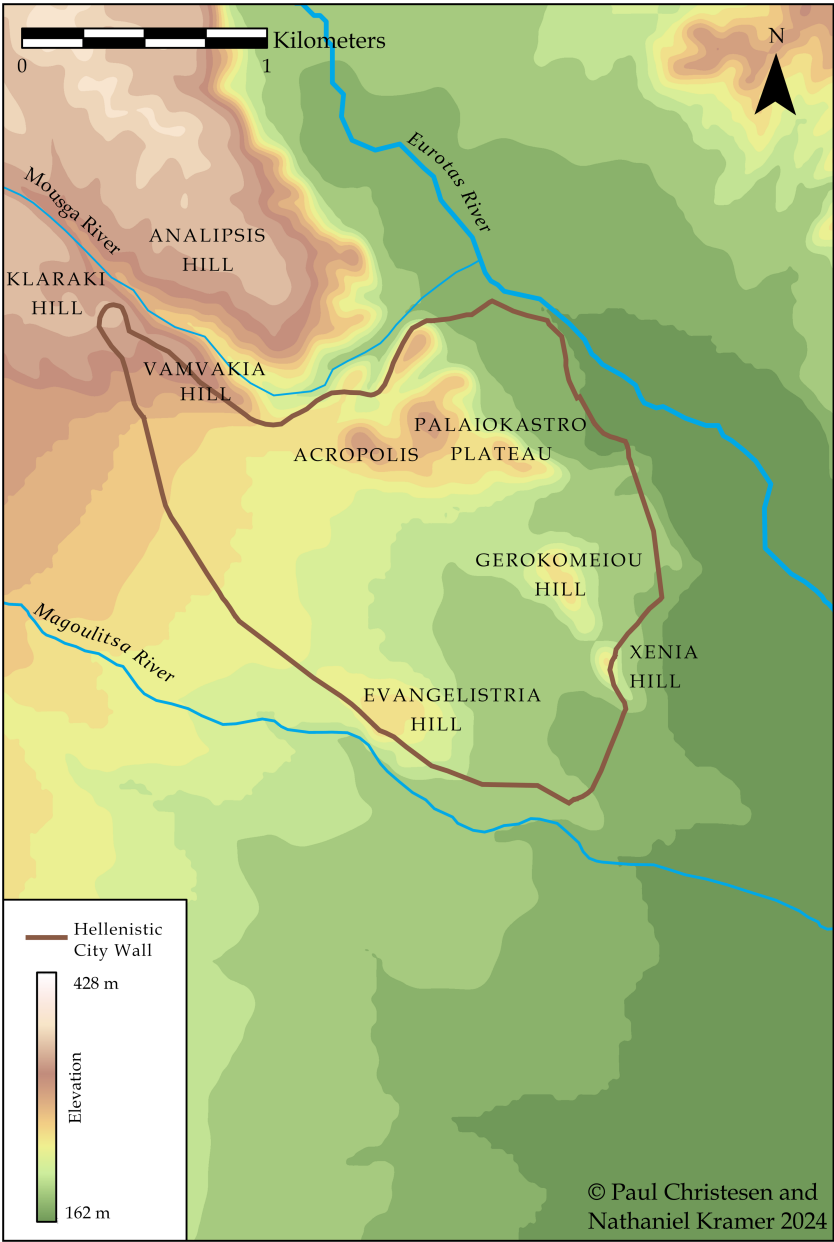 Kilometers
0 1
N
Eurotas River
Mousga River
ANALIPSIS
HILL
KLARAKI
HILL
VAMVAKIA
HILL
PALAIOKASTRO
PLATEAU
ACROPOLIS
GEROKOMEIOU
HILL
Magoulitsa River
XENIA
HILL
EVANGELISTRIA
HILL
Hellenistic
City Wall
428 m
Elevation
162 m
© Paul Christesen and
Nathaniel Kramer 2024